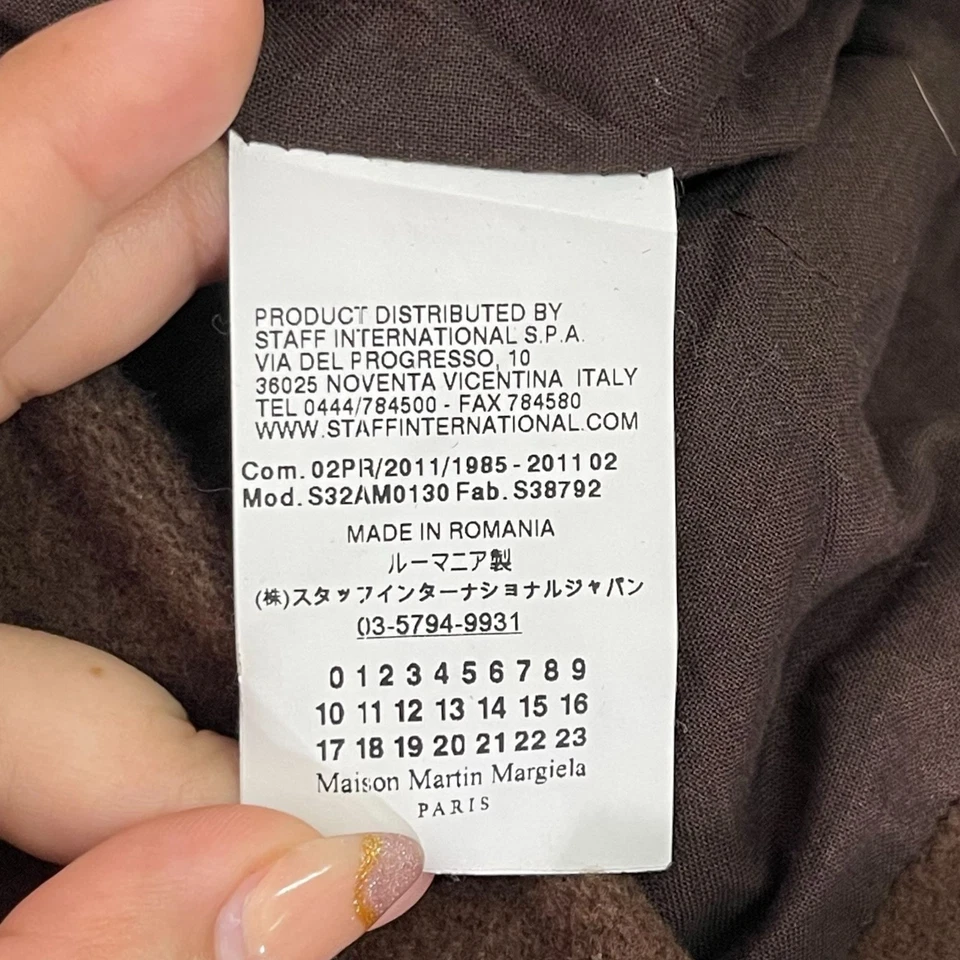 PRODUCT DISTRIBUTED BY
STAFF INTERNATIONAL S.P.A.
VIA DEL PROGRESSO, 10
36025 NOVENTA VICENTINA ITALY
TEL 0444/784500 - FAX 784580
WWW.STAFFINTERNATIONAL.COM
Com. 02PR/2011/1985 - 2011 02
Mod. S32AM0130 Fab. S38792
MADE IN ROMANIA
ルーマニア製
(株)スタッフインターナショナルジャパン
03-5794-9931
0 1 2 3 4 5 6 7 8 9
10 11 12 13 14 15 16
17 18 19 20 21 22 23
Maison Martin Margiela
PARIS